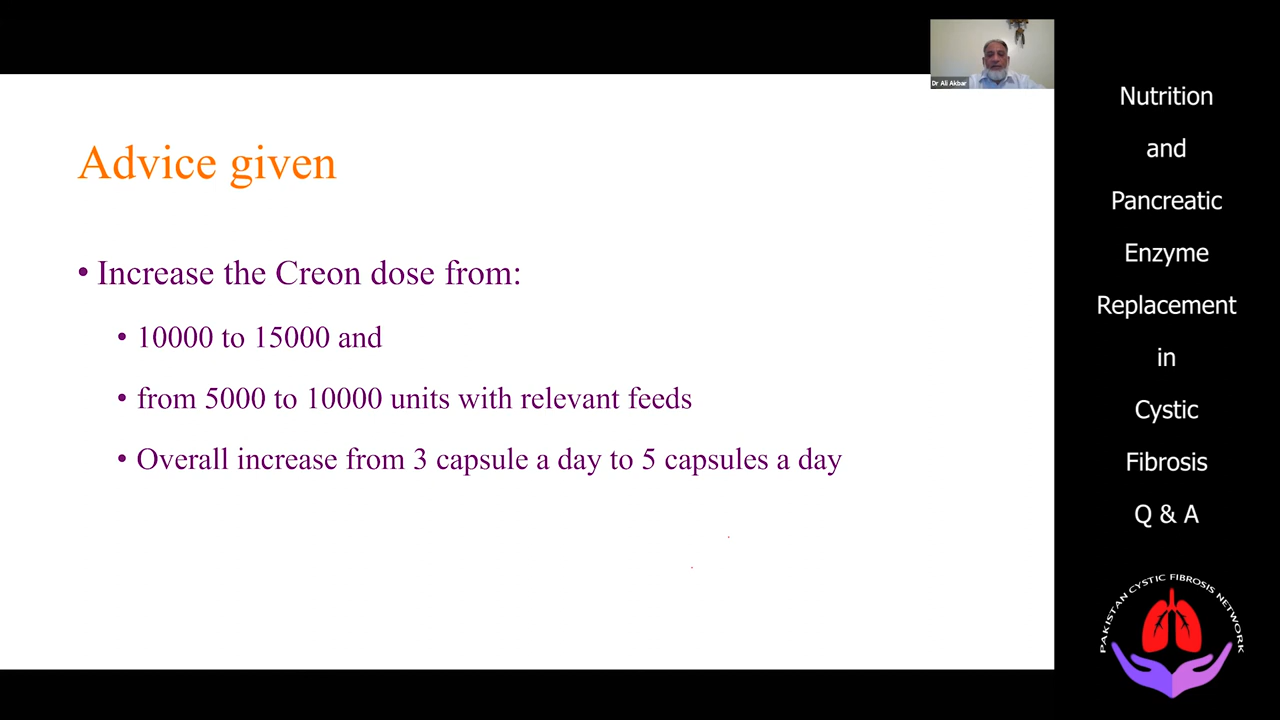 Dr Ali Akbar
Advice given
• Increase the Creon dose from:
• 10000 to 15000 and
• from 5000 to 10000 units with relevant feeds
• Overall increase from 3 capsule a day to 5 capsules a day
Nutrition
and
Pancreatic
Enzyme
Replacement
in
Cystic
Fibrosis
Q & A
PAKISTAN CYSTIC FIBROSIS NETWORK